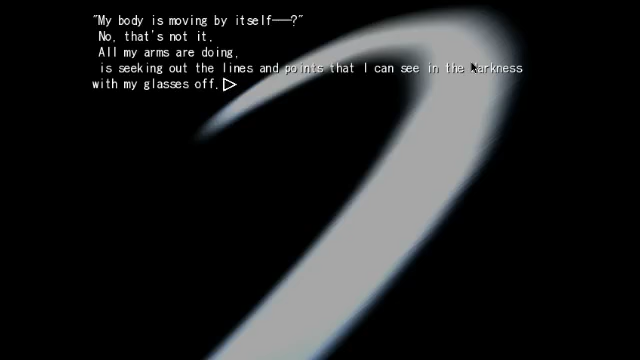 "My body is moving by itself──?"
No, that's not it.
All my arms are doing,
is seeking out the lines and points that I can see in the darkness
with my glasses off.